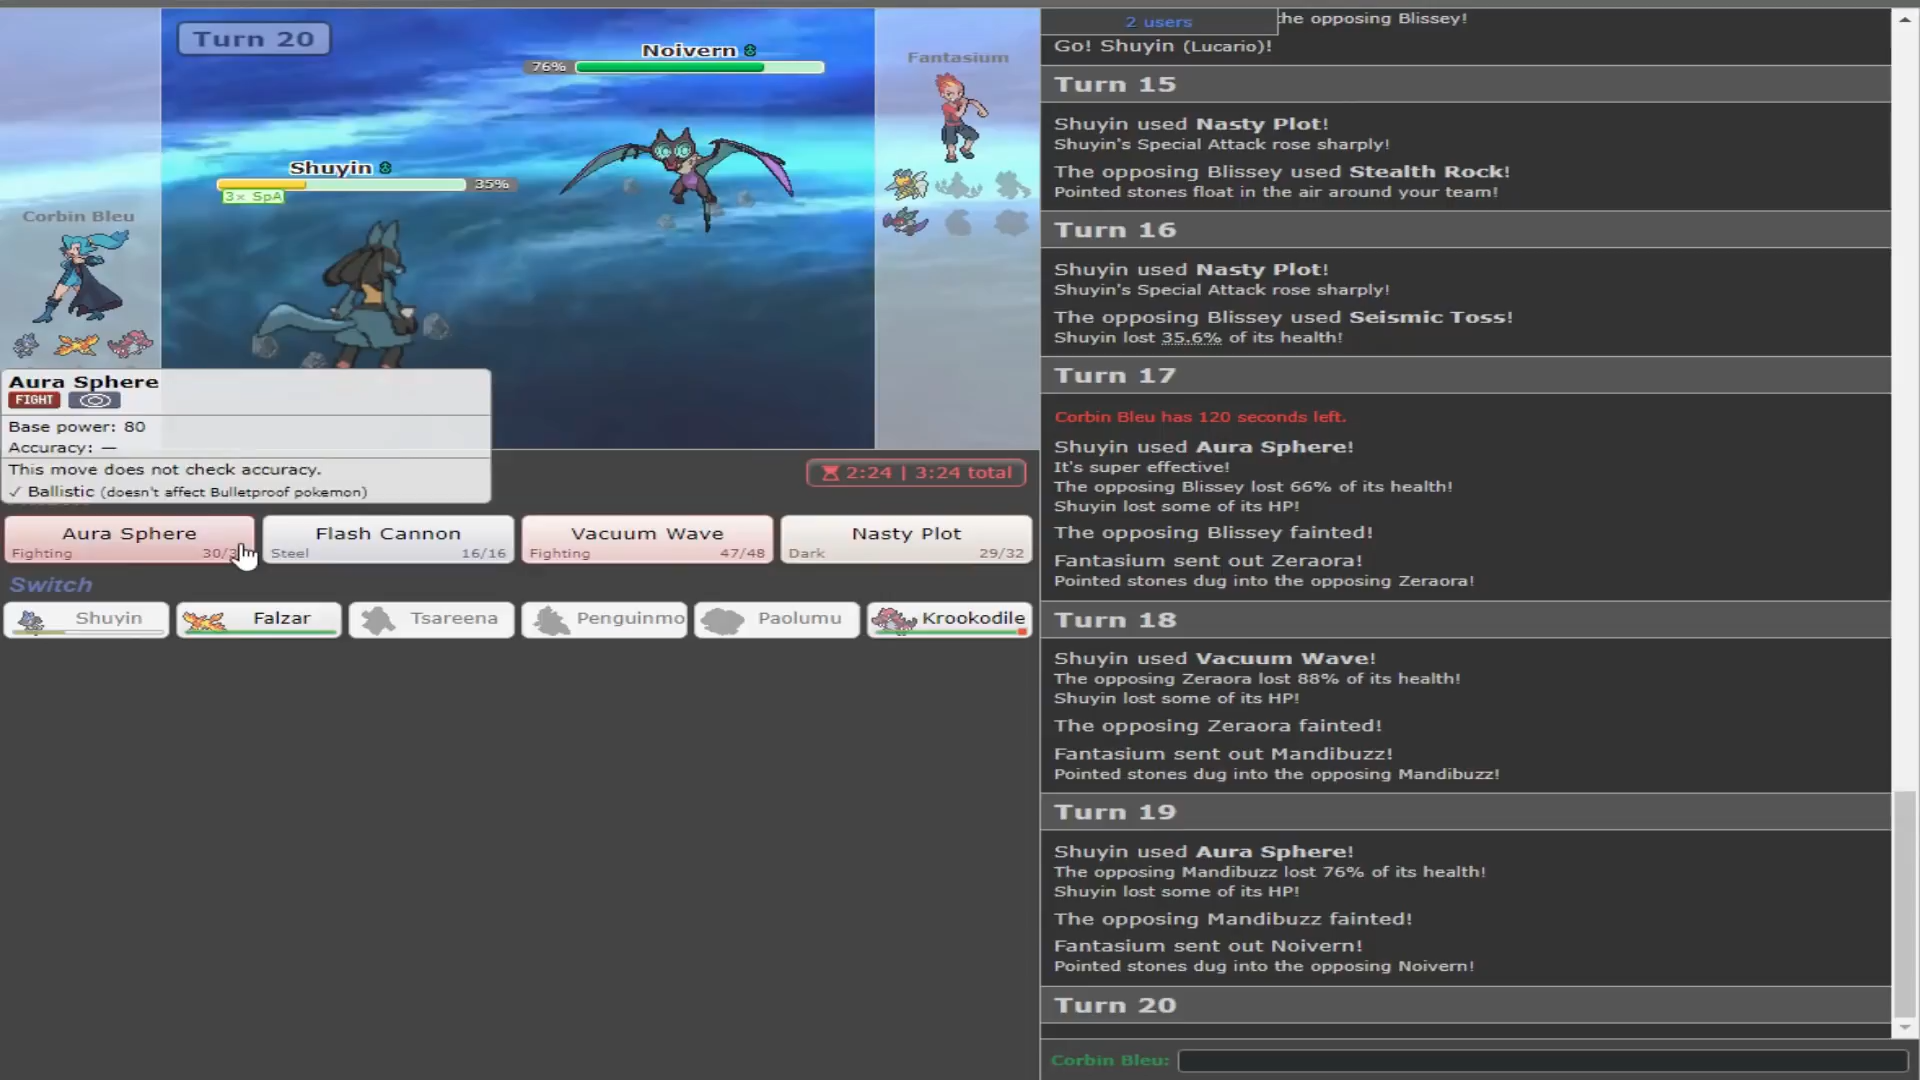 Turn 20
Noivern
76%
Fantasium
Shuyin
35%
3× SpA
Corbin Bleu
Aura Sphere
FIGHT
Base power: 80
Accuracy: —
This move does not check accuracy.
✓ Ballistic (doesn't affect Bulletproof pokemon)
2:24 | 3:24 total
Aura Sphere
Fighting
Flash Cannon
Steel 16/16
Vacuum Wave
Fighting 47/48
Nasty Plot
Dark 29/32
Switch
Shuyin
Falzar
Tsareena
Penguinmo
Paolumu
Krookodile
2 users
he opposing Blissey!
Go! Shuyin (Lucario)!
Turn 15
Shuyin used Nasty Plot!
Shuyin's Special Attack rose sharply!
The opposing Blissey used Stealth Rock!
Pointed stones float in the air around your team!
Turn 16
Shuyin used Nasty Plot!
Shuyin's Special Attack rose sharply!
The opposing Blissey used Seismic Toss!
Shuyin lost 35.6% of its health!
Turn 17
Corbin Bleu has 120 seconds left.
Shuyin used Aura Sphere!
It's super effective!
The opposing Blissey lost 66% of its health!
Shuyin lost some of its HP!
The opposing Blissey fainted!
Fantasium sent out Zeraora!
Pointed stones dug into the opposing Zeraora!
Turn 18
Shuyin used Vacuum Wave!
The opposing Zeraora lost 88% of its health!
Shuyin lost some of its HP!
The opposing Zeraora fainted!
Fantasium sent out Mandibuzz!
Pointed stones dug into the opposing Mandibuzz!
Turn 19
Shuyin used Aura Sphere!
The opposing Mandibuzz lost 76% of its health!
Shuyin lost some of its HP!
The opposing Mandibuzz fainted!
Fantasium sent out Noivern!
Pointed stones dug into the opposing Noivern!
Turn 20
Corbin Bleu: